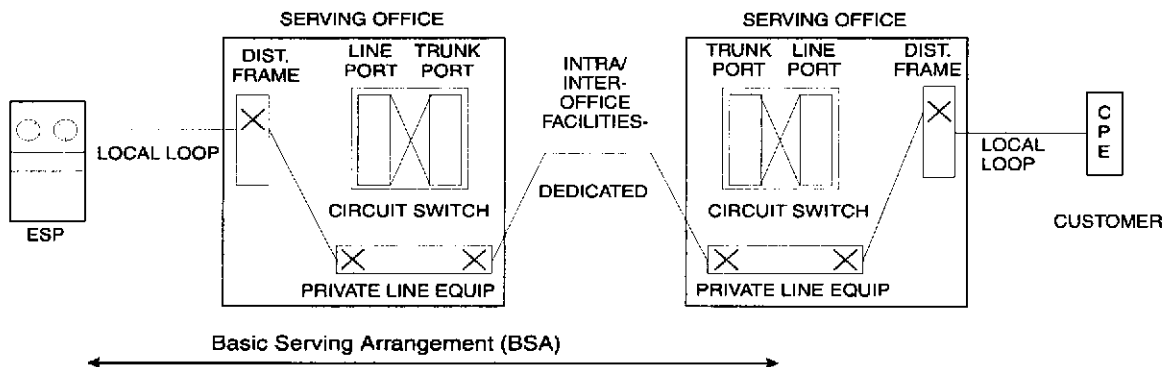 SERVING OFFICE
DIST.
FRAME
LINE
PORT
TRUNK
PORT
CIRCUIT SWITCH
PRIVATE LINE EQUIP
ESP
LOCAL LOOP
INTRA/
INTER-
OFFICE
FACILITIES-
DEDICATED
SERVING OFFICE
TRUNK
PORT
LINE
PORT
DIST.
FRAME
CIRCUIT SWITCH
PRIVATE LINE EQUIP
LOCAL
LOOP
C
P
E
CUSTOMER
Basic Serving Arrangement (BSA)